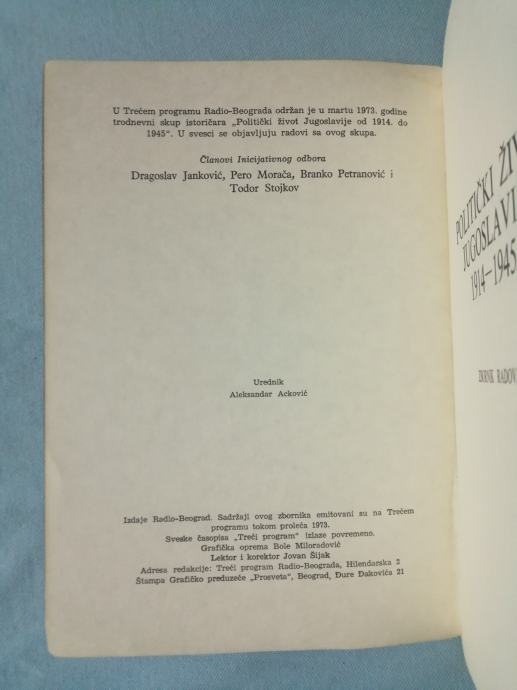 U Trećem programu Radio-Beograda održan je u martu 1973. godine
trodnevni skup istoričara „Politički život Jugoslavije od 1914. do
1945“. U svesci se objavljuju radovi sa ovog skupa.
Članovi Inicijativnog odbora
Dragoslav Janković, Pero Morača, Branko Petranović i
Todor Stojkov
Urednik
Aleksandar Acković
Izdaje Radio-Beograd. Sadržaji ovog zbornika emitovani su na Trećem
programu tokom proleća 1973.
Sveske časopisa „Treći program“ izlaze povremeno.
Grafička oprema Bole Miloradović
Lektor i korektor Jovan Šijak
Adresa redakcije: Treći program Radio-Beograda, Hilendarska 2
Štampa Grafičko preduzeće „Prosveta“, Beograd, Đure Đakovića 21
POLITIČKI ŽIV
JUGOSLAVI
1914–1945
ZBORNIK RADOV